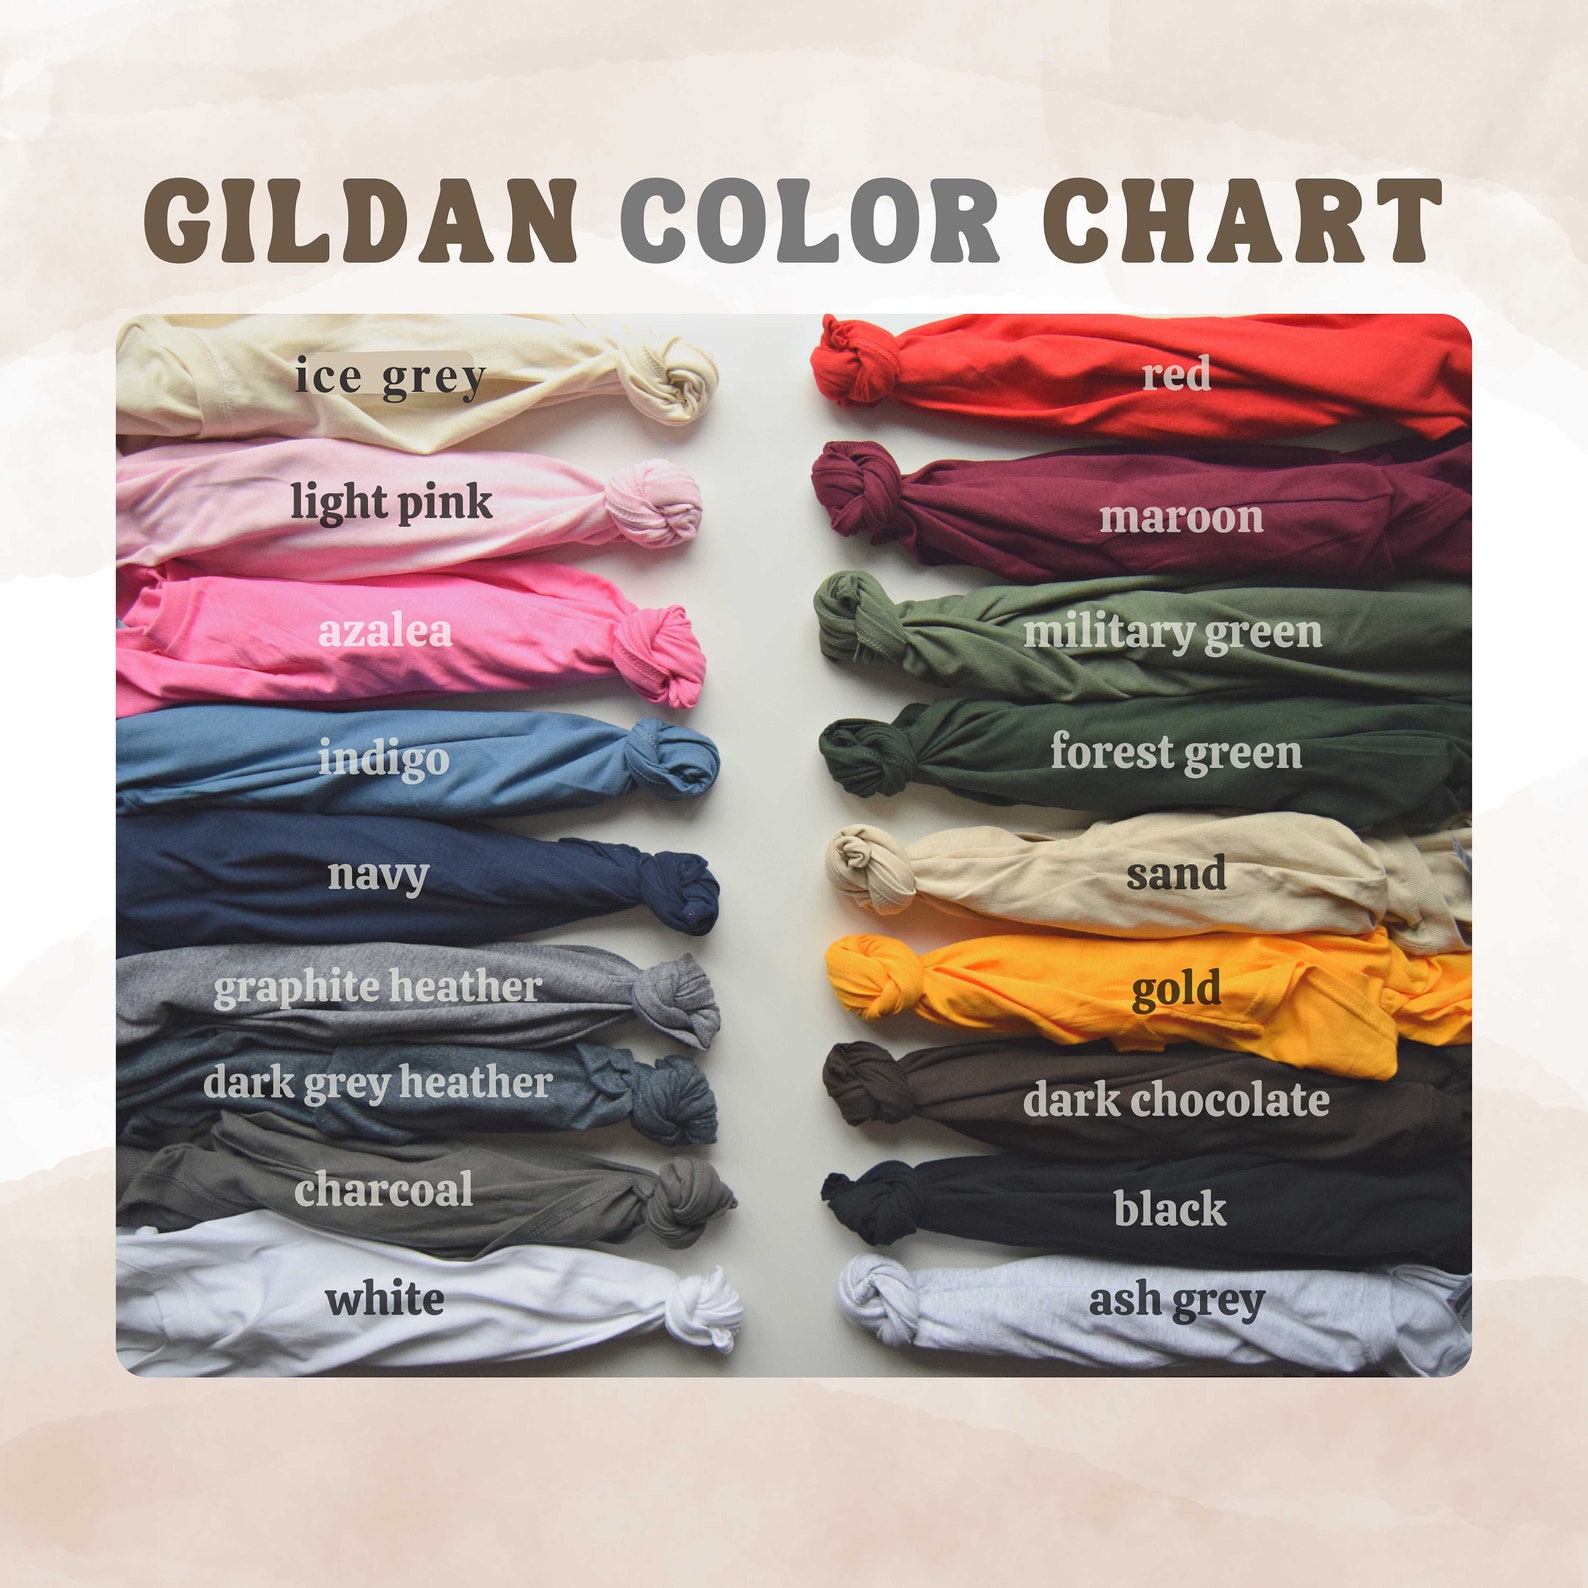 GILDAN COLOR CHART
ice grey
light pink
azalea
indigo
navy
graphite heather
dark grey heather
charcoal
white
red
maroon
military green
forest green
sand
gold
dark chocolate
black
ash grey